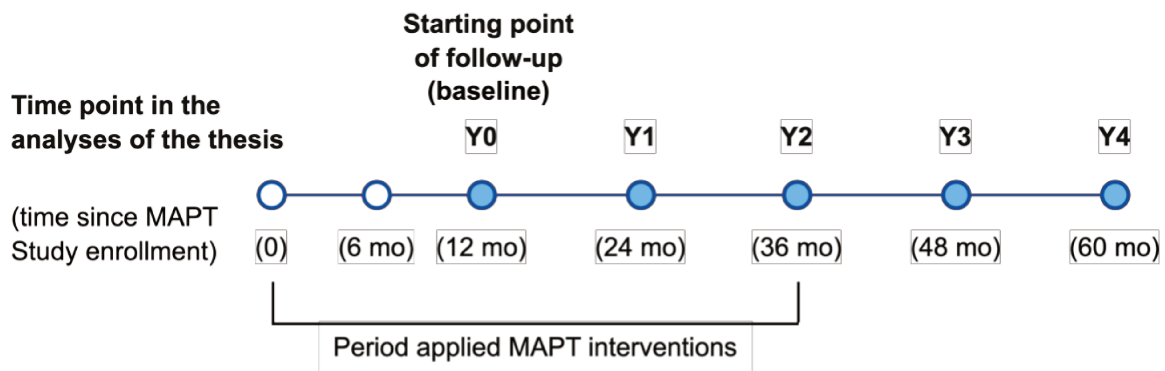 Starting point
of follow-up
(baseline)
Time point in the
analyses of the thesis
Y0 Y1 Y2 Y3 Y4
(time since MAPT
Study enrollment)
(0) (6 mo) (12 mo) (24 mo) (36 mo) (48 mo) (60 mo)
Period applied MAPT interventions